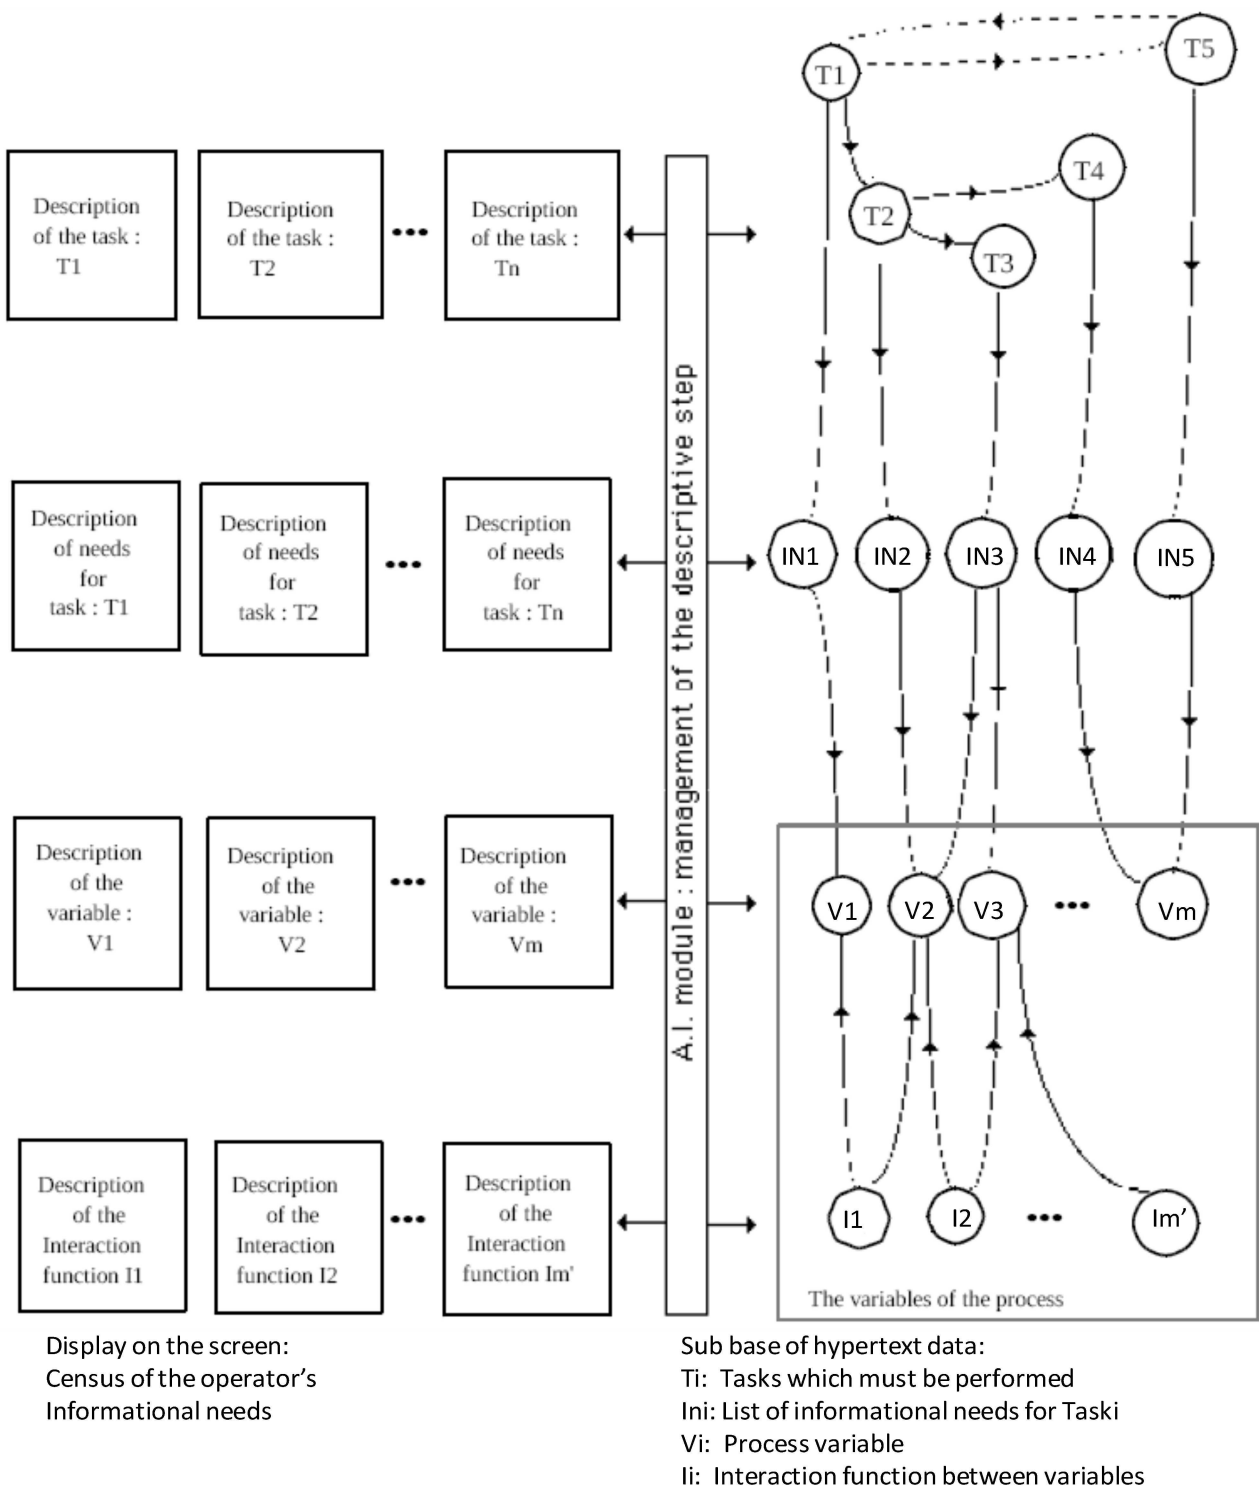 T1
T5
T4
T2
T3
Description
of the task :
T1
Description
of the task :
T2
•••
Description
of the task :
Tn
A.I. module : management of the descriptive step
Description
of needs
for
task : T1
Description
of needs
for
task : T2
•••
Description
of needs
for
task : Tn
IN1
IN2
IN3
IN4
IN5
Description
of the
variable :
V1
Description
of the
variable :
V2
•••
Description
of the
variable :
Vm
V1
V2
V3
•••
Vm
Description
of the
Interaction
function I1
Description
of the
Interaction
function I2
•••
Description
of the
Interaction
function Im'
I1
I2
•••
Im’
The variables of the process
Display on the screen:
Census of the operator’s
Informational needs
Sub base of hypertext data:
Ti: Tasks which must be performed
Ini: List of informational needs for Taski
Vi: Process variable
Ii: Interaction function between variables